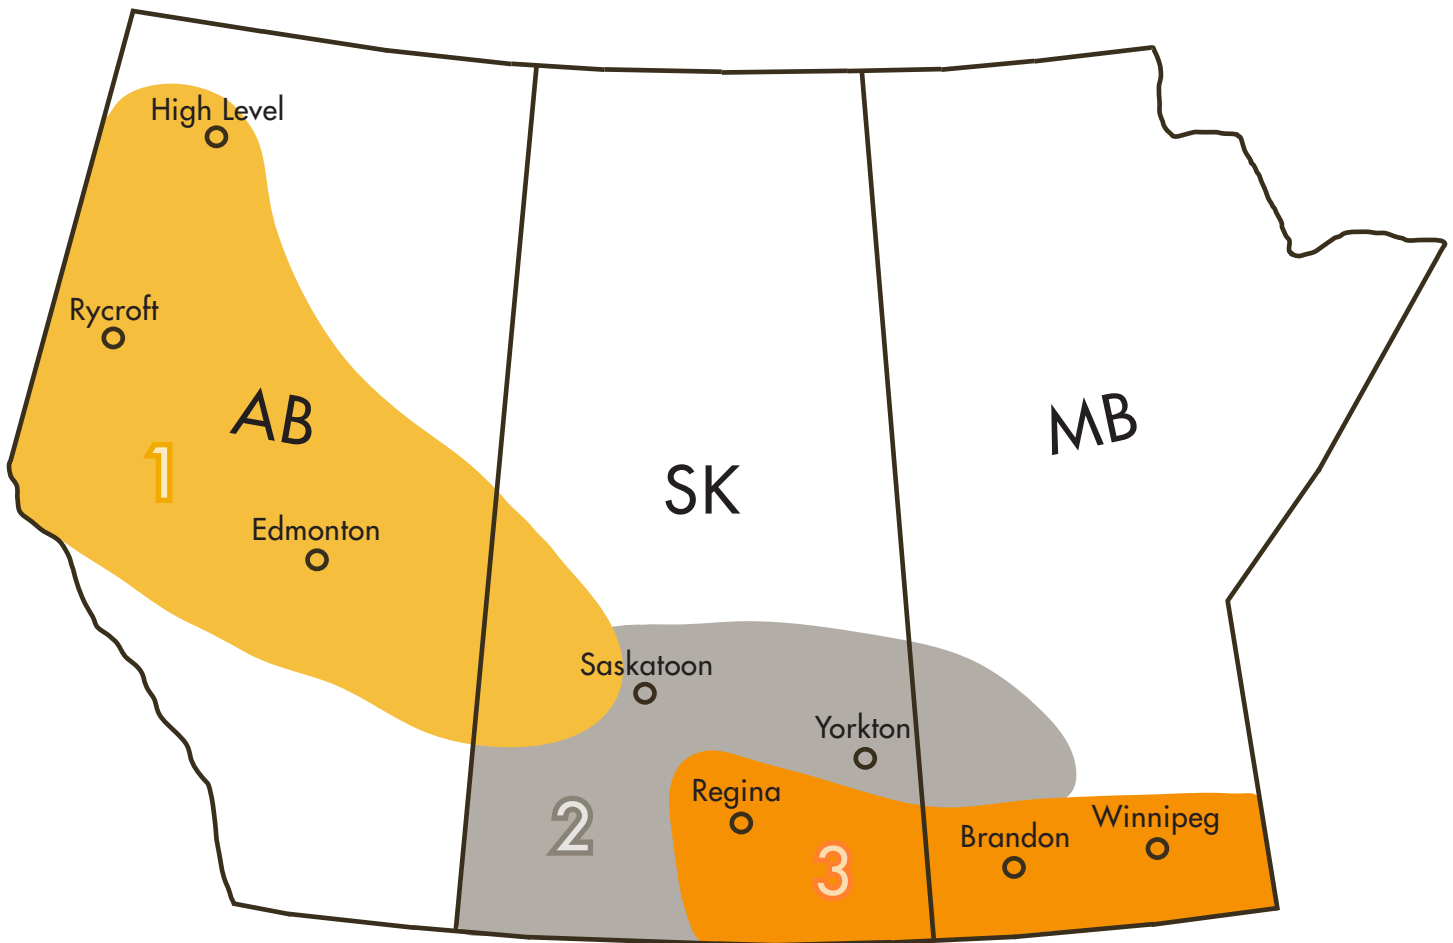 High Level
Rycroft
AB
MB
1
SK
Edmonton
Saskatoon
Yorkton
Regina
2
Winnipeg
Brandon
3